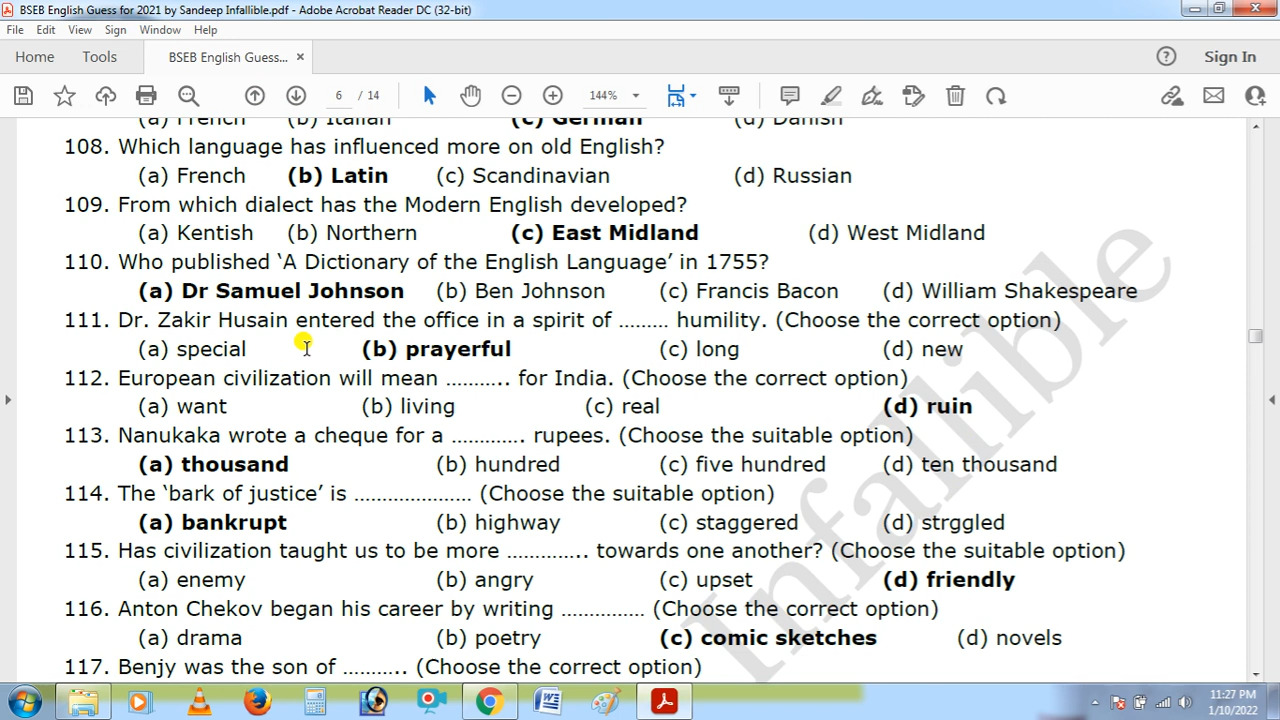 BSEB English Guess for 2021 by Sandeep Infallible.pdf - Adobe Acrobat Reader DC (32-bit)
File Edit View Sign Window Help
Home Tools BSEB English Guess... × Sign In
6 / 14 144%
(a) French (b) Italian (c) German (d) Danish
108. Which language has influenced more on old English?
(a) French (b) Latin (c) Scandinavian (d) Russian
109. From which dialect has the Modern English developed?
(a) Kentish (b) Northern (c) East Midland (d) West Midland
110. Who published ‘A Dictionary of the English Language’ in 1755?
(a) Dr Samuel Johnson (b) Ben Johnson (c) Francis Bacon (d) William Shakespeare
111. Dr. Zakir Husain entered the office in a spirit of ……… humility. (Choose the correct option)
(a) special (b) prayerful (c) long (d) new
112. European civilization will mean ……….. for India. (Choose the correct option)
(a) want (b) living (c) real (d) ruin
113. Nanukaka wrote a cheque for a …………. rupees. (Choose the suitable option)
(a) thousand (b) hundred (c) five hundred (d) ten thousand
114. The ‘bark of justice’ is ………………… (Choose the suitable option)
(a) bankrupt (b) highway (c) staggered (d) strggled
115. Has civilization taught us to be more ………….. towards one another? (Choose the suitable option)
(a) enemy (b) angry (c) upset (d) friendly
116. Anton Chekov began his career by writing …………… (Choose the correct option)
(a) drama (b) poetry (c) comic sketches (d) novels
117. Benjy was the son of ……….. (Choose the correct option)
Infallible
11:27 PM
1/10/2022